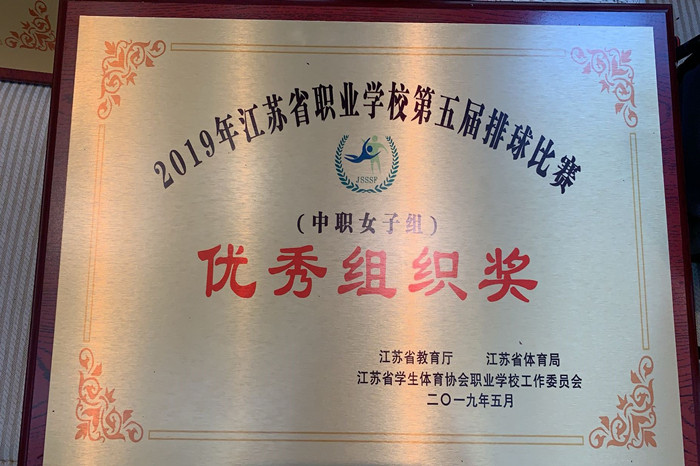 2019年江苏省职业学校第五届排球比赛
JSSSF
(中职女子组)
优秀组织奖
江苏省教育厅 江苏省体育局
江苏省学生体育协会职业学校工作委员会
二〇一九年五月